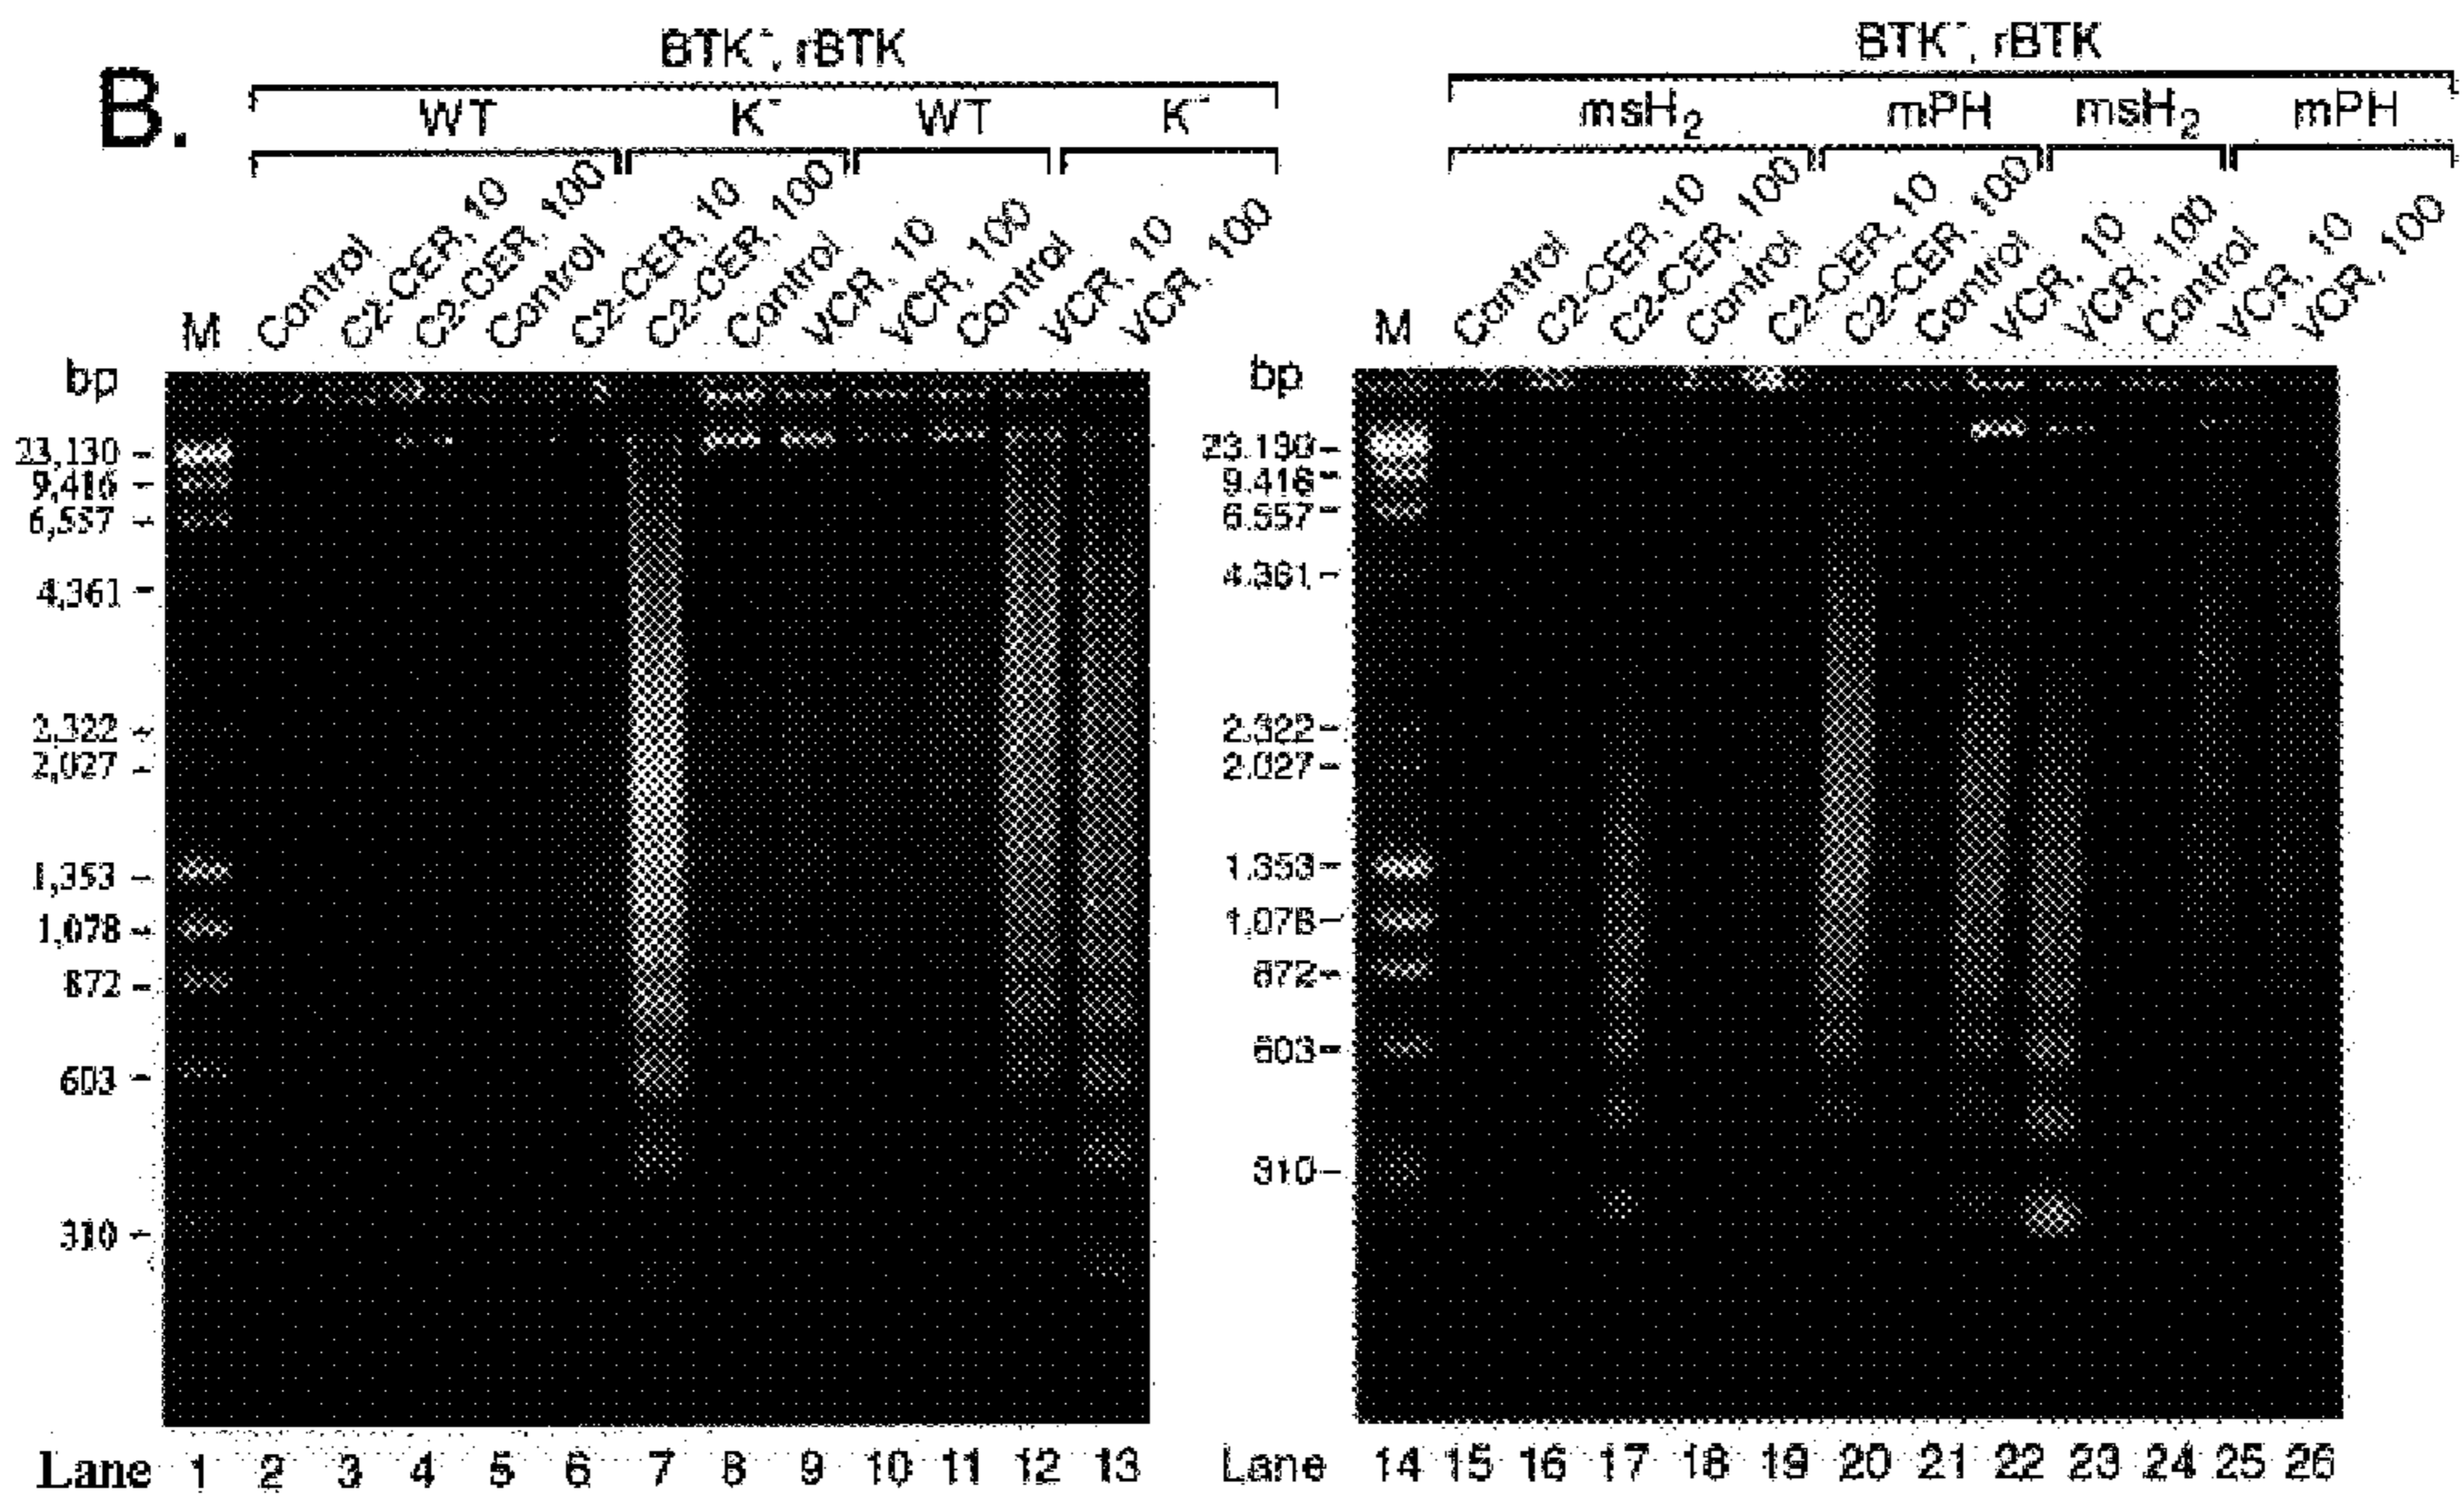 B.
BTK⁻, rBTK
WT K⁻ WT K⁻
M Control C2-CER, 10 C2-CER, 100 Control C2-CER, 10 C2-CER, 100 Control VCR, 10 VCR, 100 Control VCR, 10 VCR, 100
bp
23,130
9,416
6,557
4,361
2,322
2,027
1,353
1,078
872
603
310
Lane 1 2 3 4 5 6 7 8 9 10 11 12 13
BTK⁻, rBTK
msH₂ mPH msH₂ mPH
M Control C2-CER, 10 C2-CER, 100 Control C2-CER, 10 C2-CER, 100 Control VCR, 10 VCR, 100 Control VCR, 10 VCR, 100
bp
23.130
9.416
6.557
4.361
2.322
2.027
1.353
1.078
872
603
310
Lane 14 15 16 17 18 19 20 21 22 23 24 25 26